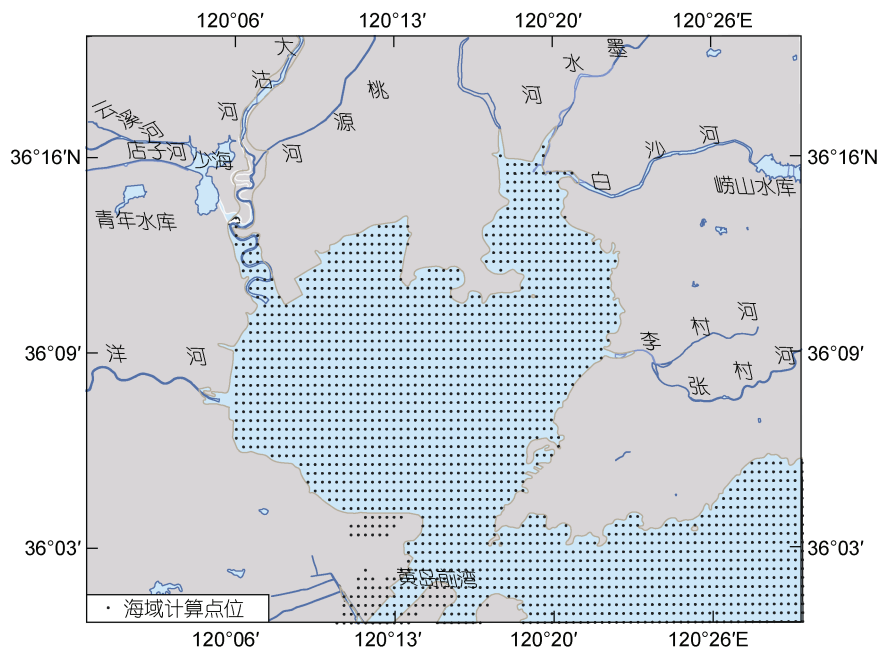 120°06′ 120°13′ 120°20′ 120°26′E
大沽河
桃源河
墨水河
云溪河
店子河
少海
白沙河
36°16′N
36°16′N
崂山水库
青年水库
洋河
李村河
张村河
36°09′
36°09′
36°03′
36°03′
黄岛前湾
· 海域计算点位
120°06′ 120°13′ 120°20′ 120°26′E